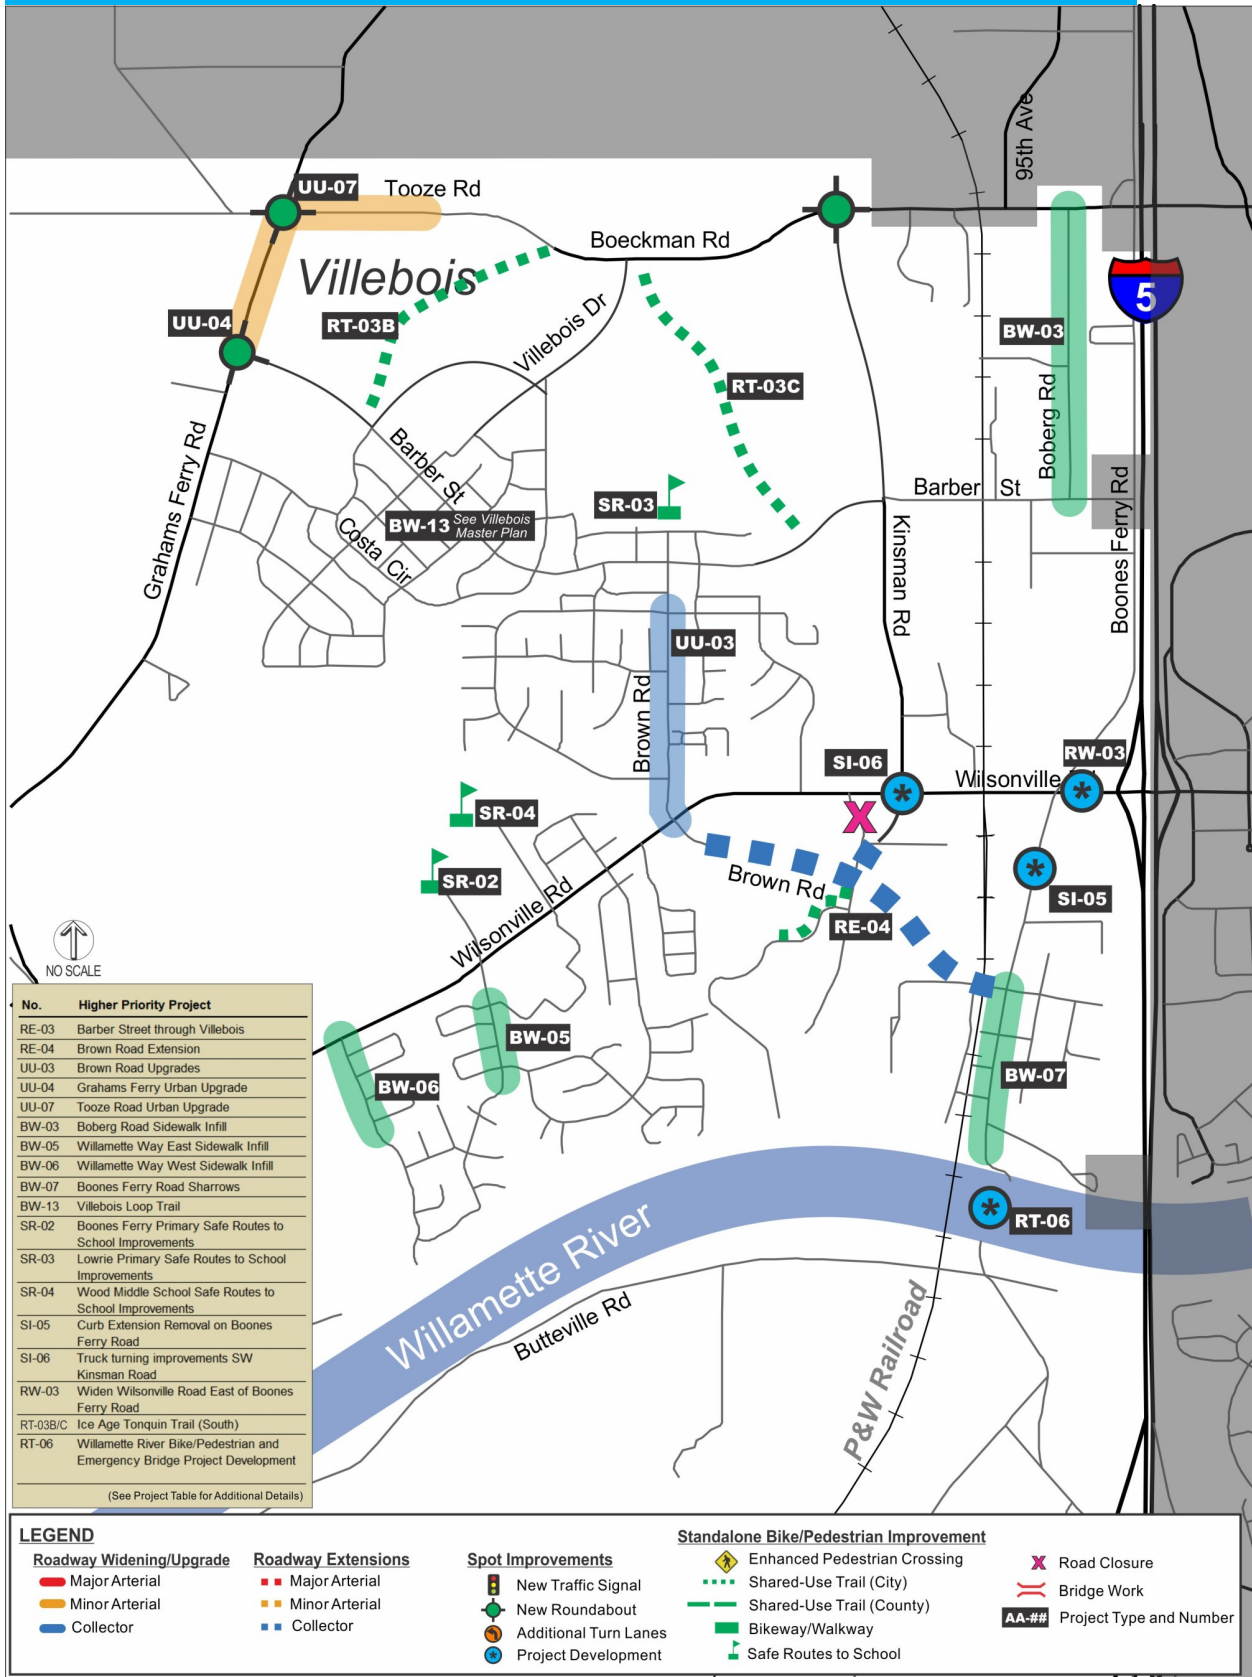 95th Ave
UU-07
Tooze Rd
Boeckman Rd
Villebois
5
UU-04
RT-03B
Villebois Dr
BW-03
RT-03C
Boberg Rd
Grahams Ferry Rd
Barber St
SR-03
Barber St
BW-13 See Villebois
Master Plan
Costa Cir
Kinsman Rd
Boones Ferry Rd
UU-03
Brown Rd
SI-06
RW-03
Wilsonville
SR-04
SR-02
Brown Rd
SI-05
Wilsonville Rd
RE-04
NO SCALE
BW-05
BW-06
BW-07
RT-06
Willamette River
Butteville Rd
P&W Railroad
No. Higher Priority Project
RE-03 Barber Street through Villebois
RE-04 Brown Road Extension
UU-03 Brown Road Upgrades
UU-04 Grahams Ferry Urban Upgrade
UU-07 Tooze Road Urban Upgrade
BW-03 Boberg Road Sidewalk Infill
BW-05 Willamette Way East Sidewalk Infill
BW-06 Willamette Way West Sidewalk Infill
BW-07 Boones Ferry Road Sharrows
BW-13 Villebois Loop Trail
SR-02 Boones Ferry Primary Safe Routes to
School Improvements
SR-03 Lowrie Primary Safe Routes to School
Improvements
SR-04 Wood Middle School Safe Routes to
School Improvements
SI-05 Curb Extension Removal on Boones
Ferry Road
SI-06 Truck turning improvements SW
Kinsman Road
RW-03 Widen Wilsonville Road East of Boones
Ferry Road
RT-03B/C Ice Age Tonquin Trail (South)
RT-06 Willamette River Bike/Pedestrian and
Emergency Bridge Project Development
(See Project Table for Additional Details)
LEGEND
Roadway Widening/Upgrade
Major Arterial
Minor Arterial
Collector
Roadway Extensions
Major Arterial
Minor Arterial
Collector
Spot Improvements
New Traffic Signal
New Roundabout
Additional Turn Lanes
Project Development
Standalone Bike/Pedestrian Improvement
Enhanced Pedestrian Crossing
Shared-Use Trail (City)
Shared-Use Trail (County)
Bikeway/Walkway
Safe Routes to School
X Road Closure
Bridge Work
AA-## Project Type and Number